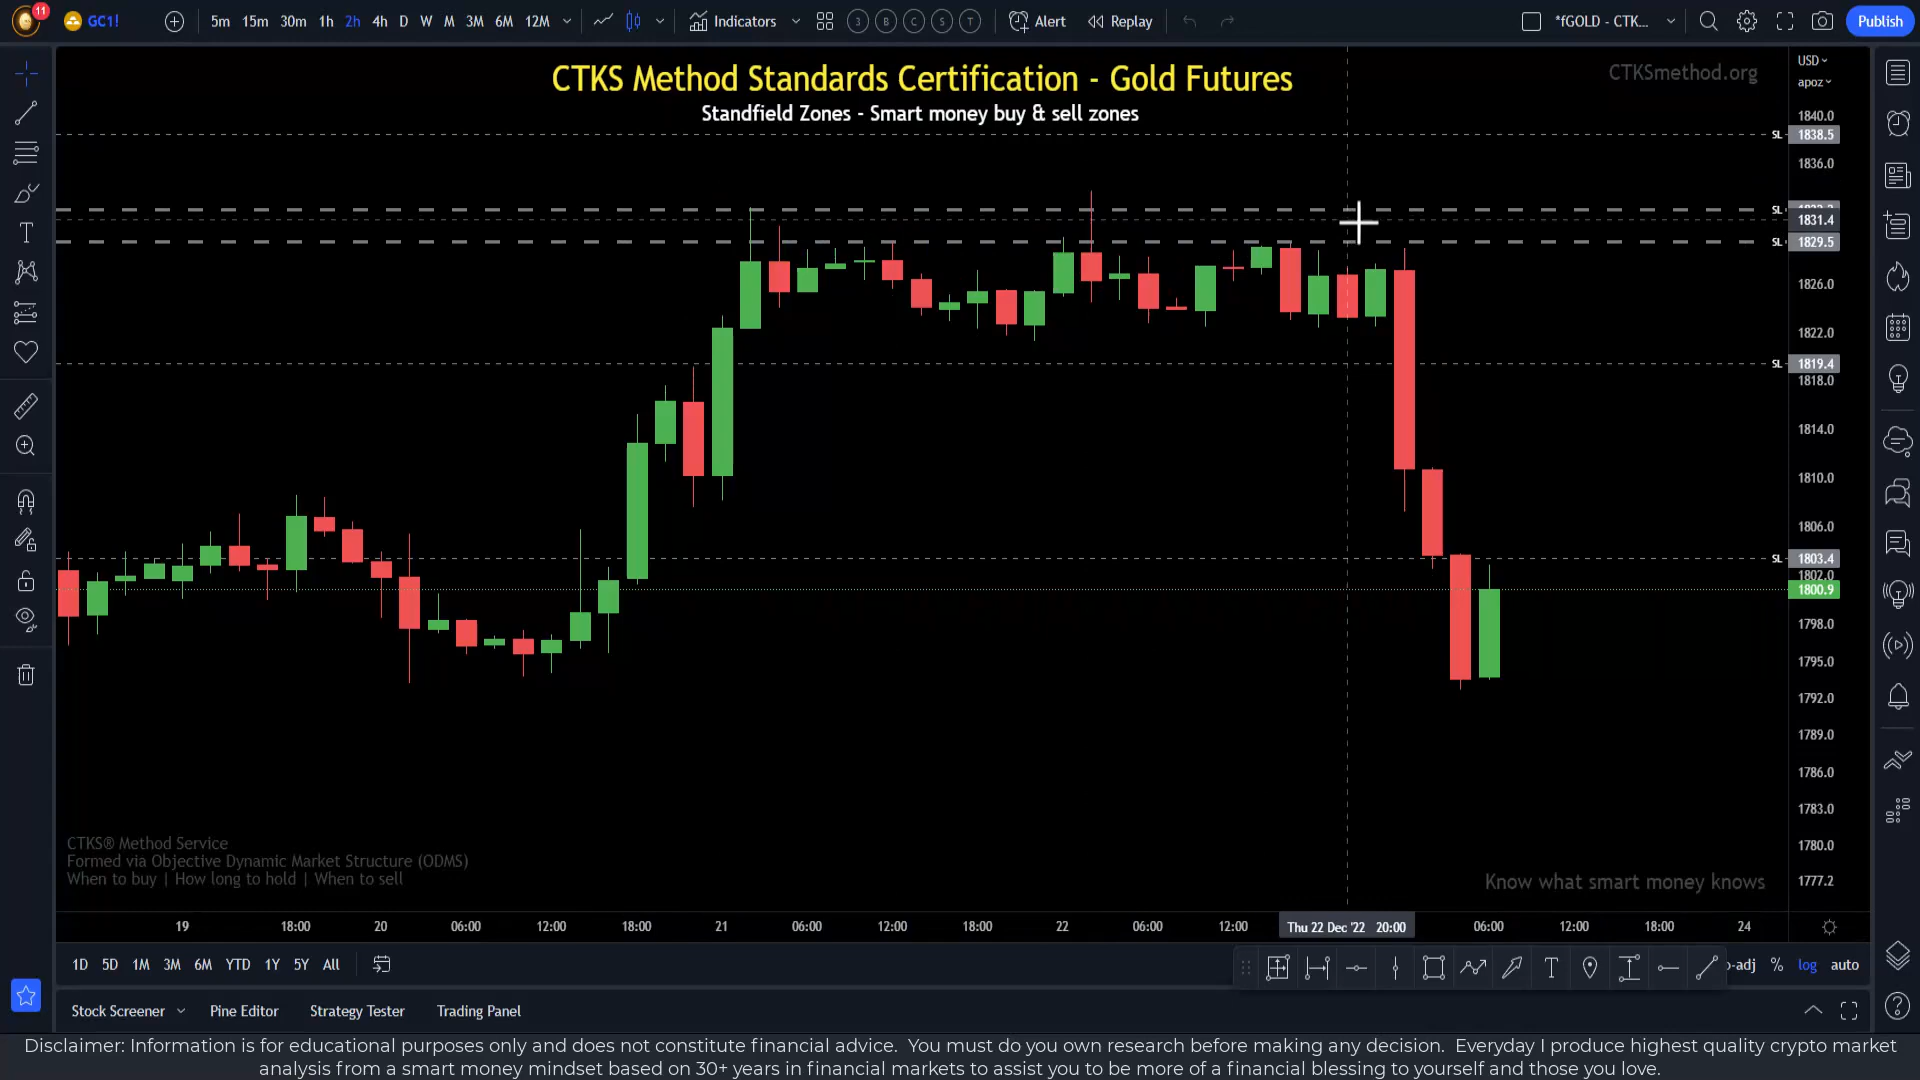 11
GC1!
5m 15m 30m 1h 2h 4h D W M 3M 6M 12M
Indicators
3 B C S T
Alert
Replay
*fGOLD - CTK...
Publish
CTKS Method Standards Certification - Gold Futures
Standfield Zones - Smart money buy & sell zones
CTKSmethod.org
USD
apoz
1840.0
SL 1838.5
1836.0
SL
1831.4
SL 1829.5
1826.0
1822.0
SL 1819.4
1818.0
1814.0
1810.0
1806.0
SL 1803.4
1802.0
1800.9
1798.0
1795.0
1792.0
1789.0
1786.0
1783.0
1780.0
1777.2
CTKS® Method Service
Formed via Objective Dynamic Market Structure (ODMS)
When to buy | How long to hold | When to sell
Know what smart money knows
19 18:00 20 06:00 12:00 18:00 21 06:00 12:00 18:00 22 06:00 12:00 Thu 22 Dec '22 20:00 06:00 12:00 18:00 24
1D 5D 1M 3M 6M YTD 1Y 5Y All
-adj % log auto
Stock Screener Pine Editor Strategy Tester Trading Panel
Disclaimer: Information is for educational purposes only and does not constitute financial advice. You must do you own research before making any decision. Everyday I produce highest quality crypto market
analysis from a smart money mindset based on 30+ years in financial markets to assist you to be more of a financial blessing to yourself and those you love.